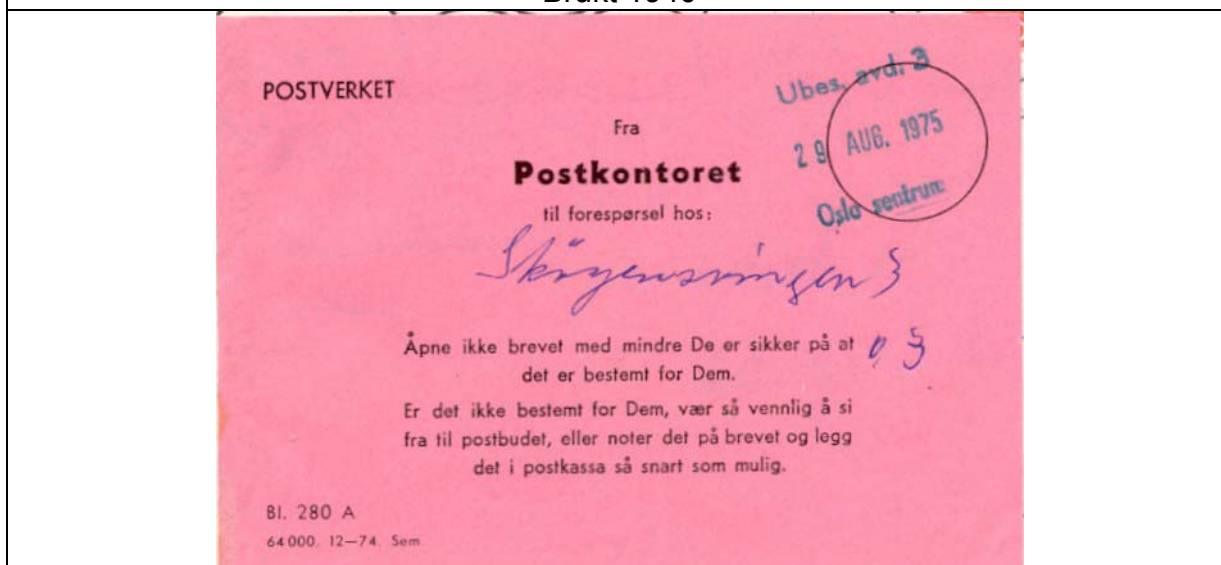 POSTVERKET
Ubes. avd. 3
29 AUG. 1975
Oslo sentrum
Fra
Postkontoret
til forespørsel hos:
Skøyensvingen 3
Åpne ikke brevet med mindre De er sikker på at
det er bestemt for Dem.
Er det ikke bestemt for Dem, vær så vennlig å si
fra til postbudet, eller noter det på brevet og legg
det i postkassa så snart som mulig.
Bl. 280 A
64 000. 12—74. Sem